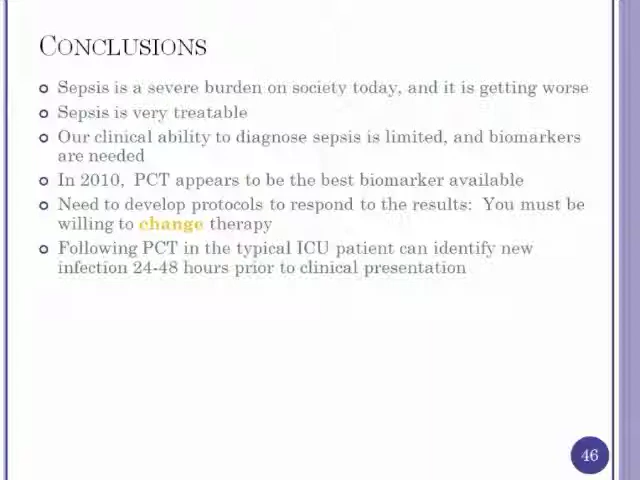 CONCLUSIONS
Sepsis is a severe burden on society today, and it is getting worse
Sepsis is very treatable
Our clinical ability to diagnose sepsis is limited, and biomarkers
are needed
In 2010, PCT appears to be the best biomarker available
Need to develop protocols to respond to the results: You must be
willing to change therapy
Following PCT in the typical ICU patient can identify new
infection 24-48 hours prior to clinical presentation
46